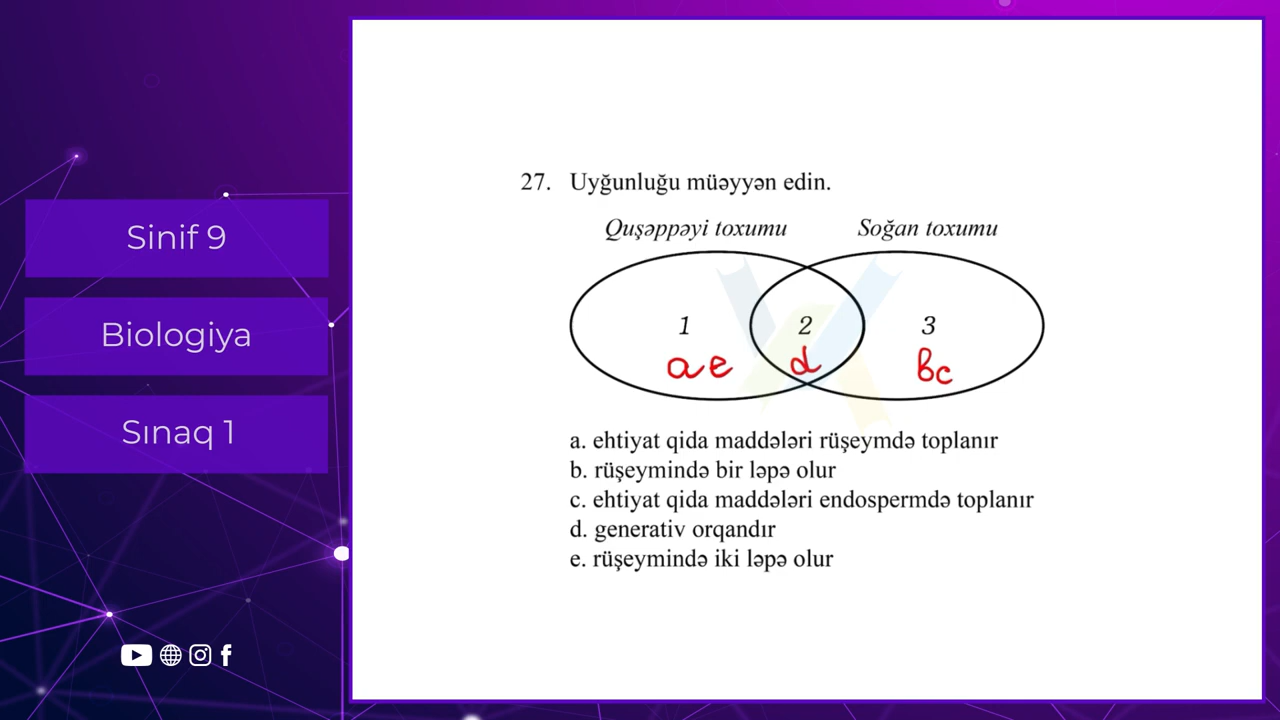 Sinif 9
Biologiya
Sınaq 1
27. Uyğunluğu müəyyən edin.
Quşəppəyi toxumu Soğan toxumu
1 2 3
ae d bc
a. ehtiyat qida maddələri rüşeymdə toplanır
b. rüşeymində bir ləpə olur
c. ehtiyat qida maddələri endospermdə toplanır
d. generativ orqandır
e. rüşeymində iki ləpə olur